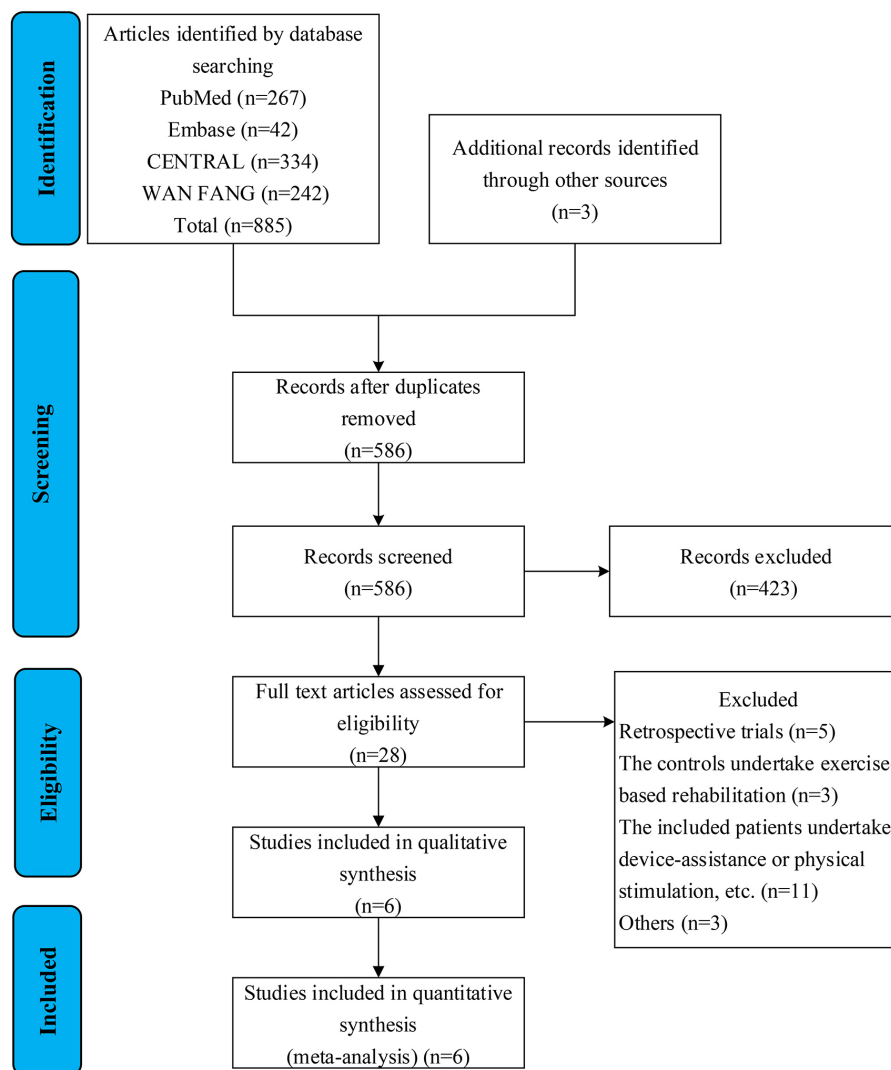 Identification
Articles identified by database
searching
PubMed (n=267)
Embase (n=42)
CENTRAL (n=334)
WAN FANG (n=242)
Total (n=885)
Additional records identified
through other sources
(n=3)
Screening
Records after duplicates
removed
(n=586)
Records screened
(n=586)
Records excluded
(n=423)
Eligibility
Full text articles assessed for
eligibility
(n=28)
Excluded
Retrospective trials (n=5)
The controls undertake exercise
based rehabilitation (n=3)
The included patients undertake
device-assistance or physical
stimulation, etc. (n=11)
Others (n=3)
Studies included in qualitative
synthesis
(n=6)
Included
Studies included in quantitative
synthesis
(meta-analysis) (n=6)